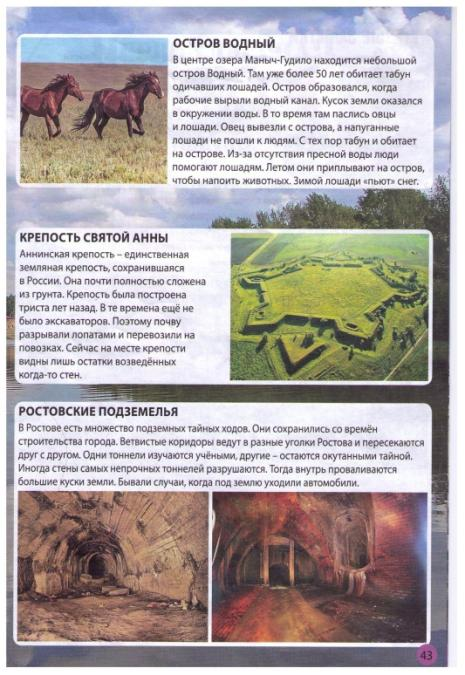 ОСТРОВ ВОДНЫЙ
В центре озера Маныч-Гудило находится небольшой
остров Водный. Там уже более 50 лет обитает табун
одичавших лошадей. Остров образовался, когда
рабочие вырыли водный канал. Кусок земли оказался
в окружении воды. В то время там паслись овцы
и лошади. Овец вывезли с острова, а напуганные
лошади не пошли к людям. С тех пор табун и обитает
на острове. Из-за отсутствия пресной воды люди
помогают лошадям. Летом они приплывают на остров,
чтобы напоить животных. Зимой лошади «пьют» снег.
КРЕПОСТЬ СВЯТОЙ АННЫ
Аннинская крепость – единственная
земляная крепость, сохранившаяся
в России. Она почти полностью сложена
из грунта. Крепость была построена
триста лет назад. В те времена ещё не
было экскаваторов. Поэтому почву
разрывали лопатами и перевозили на
повозках. Сейчас на месте крепости
видны лишь остатки возведённых
когда-то стен.
РОСТОВСКИЕ ПОДЗЕМЕЛЬЯ
В Ростове есть множество подземных тайных ходов. Они сохранились со времён
строительства города. Ветвистые коридоры ведут в разные уголки Ростова и пересекаются
друг с другом. Одни тоннели изучаются учёными, другие – остаются окутанными тайной.
Иногда стены самых непрочных тоннелей разрушаются. Тогда внутрь проваливаются
большие куски земли. Бывали случаи, когда под землю уходили автомобили.
43